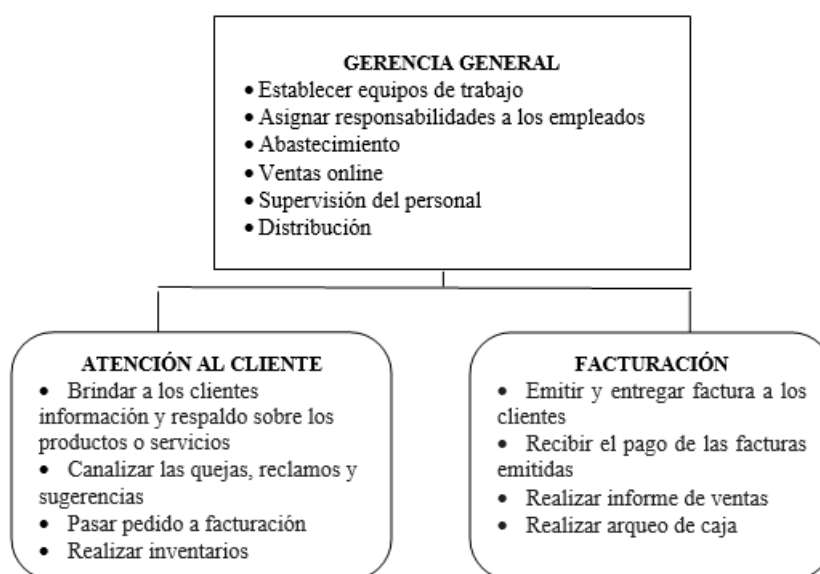 GERENCIA GENERAL
• Establecer equipos de trabajo
• Asignar responsabilidades a los empleados
• Abastecimiento
• Ventas online
• Supervisión del personal
• Distribución
ATENCIÓN AL CLIENTE
• Brindar a los clientes
información y respaldo sobre los
productos o servicios
• Canalizar las quejas, reclamos y
sugerencias
• Pasar pedido a facturación
• Realizar inventarios
FACTURACIÓN
• Emitir y entregar factura a los
clientes
• Recibir el pago de las facturas
emitidas
• Realizar informe de ventas
• Realizar arqueo de caja